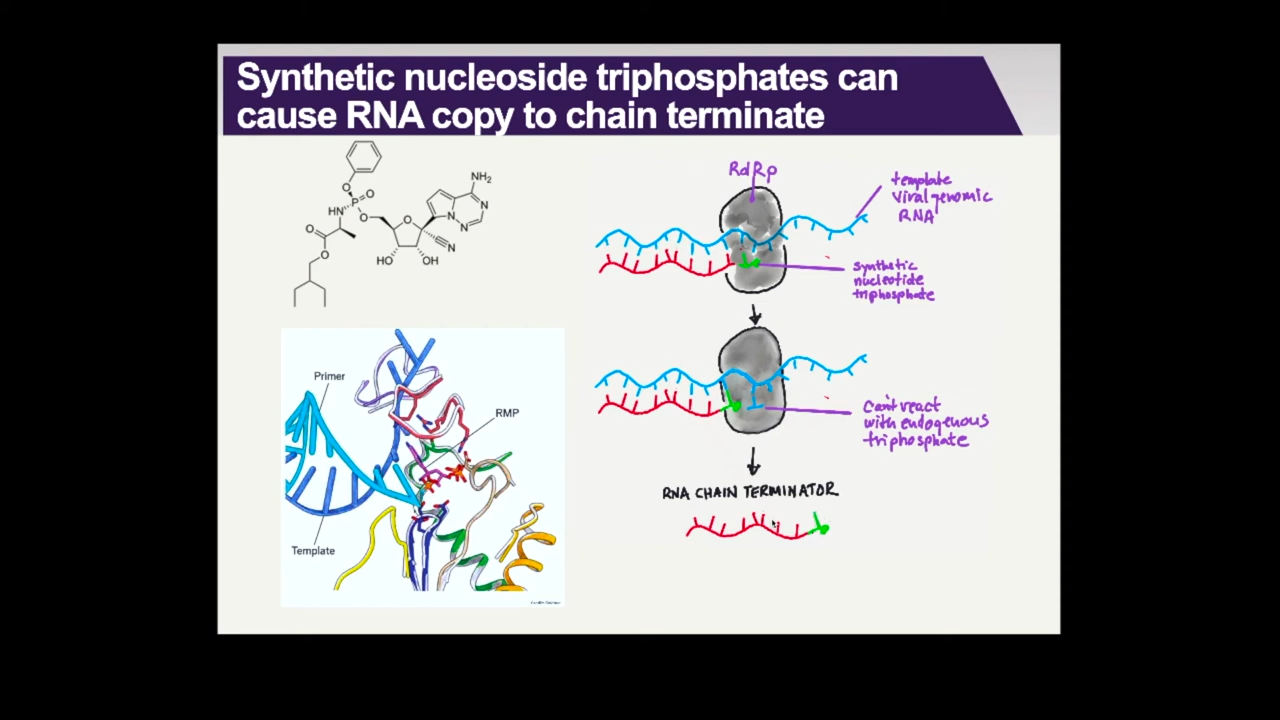 Synthetic nucleoside triphosphates can
cause RNA copy to chain terminate
NH₂
O
P
O
HN
O
O
N
N
N
O
CN
O
HO
OH
Primer
RMP
Template
RdRp
template
viral genomic
RNA
synthetic
nucleotide
triphosphate
Can't react
with endogenous
triphosphate
RNA CHAIN TERMINATOR